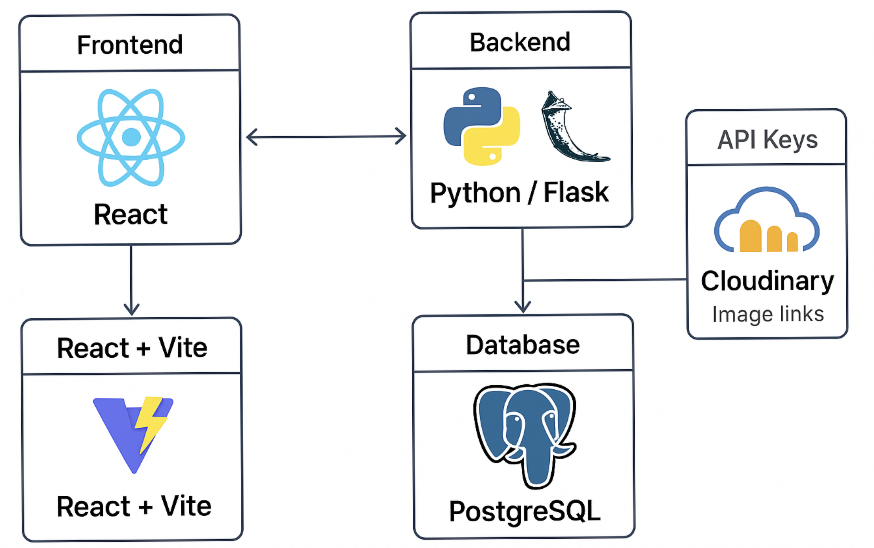 Frontend
React
Backend
Python / Flask
API Keys
Cloudinary
Image links
React + Vite
React + Vite
Database
PostgreSQL